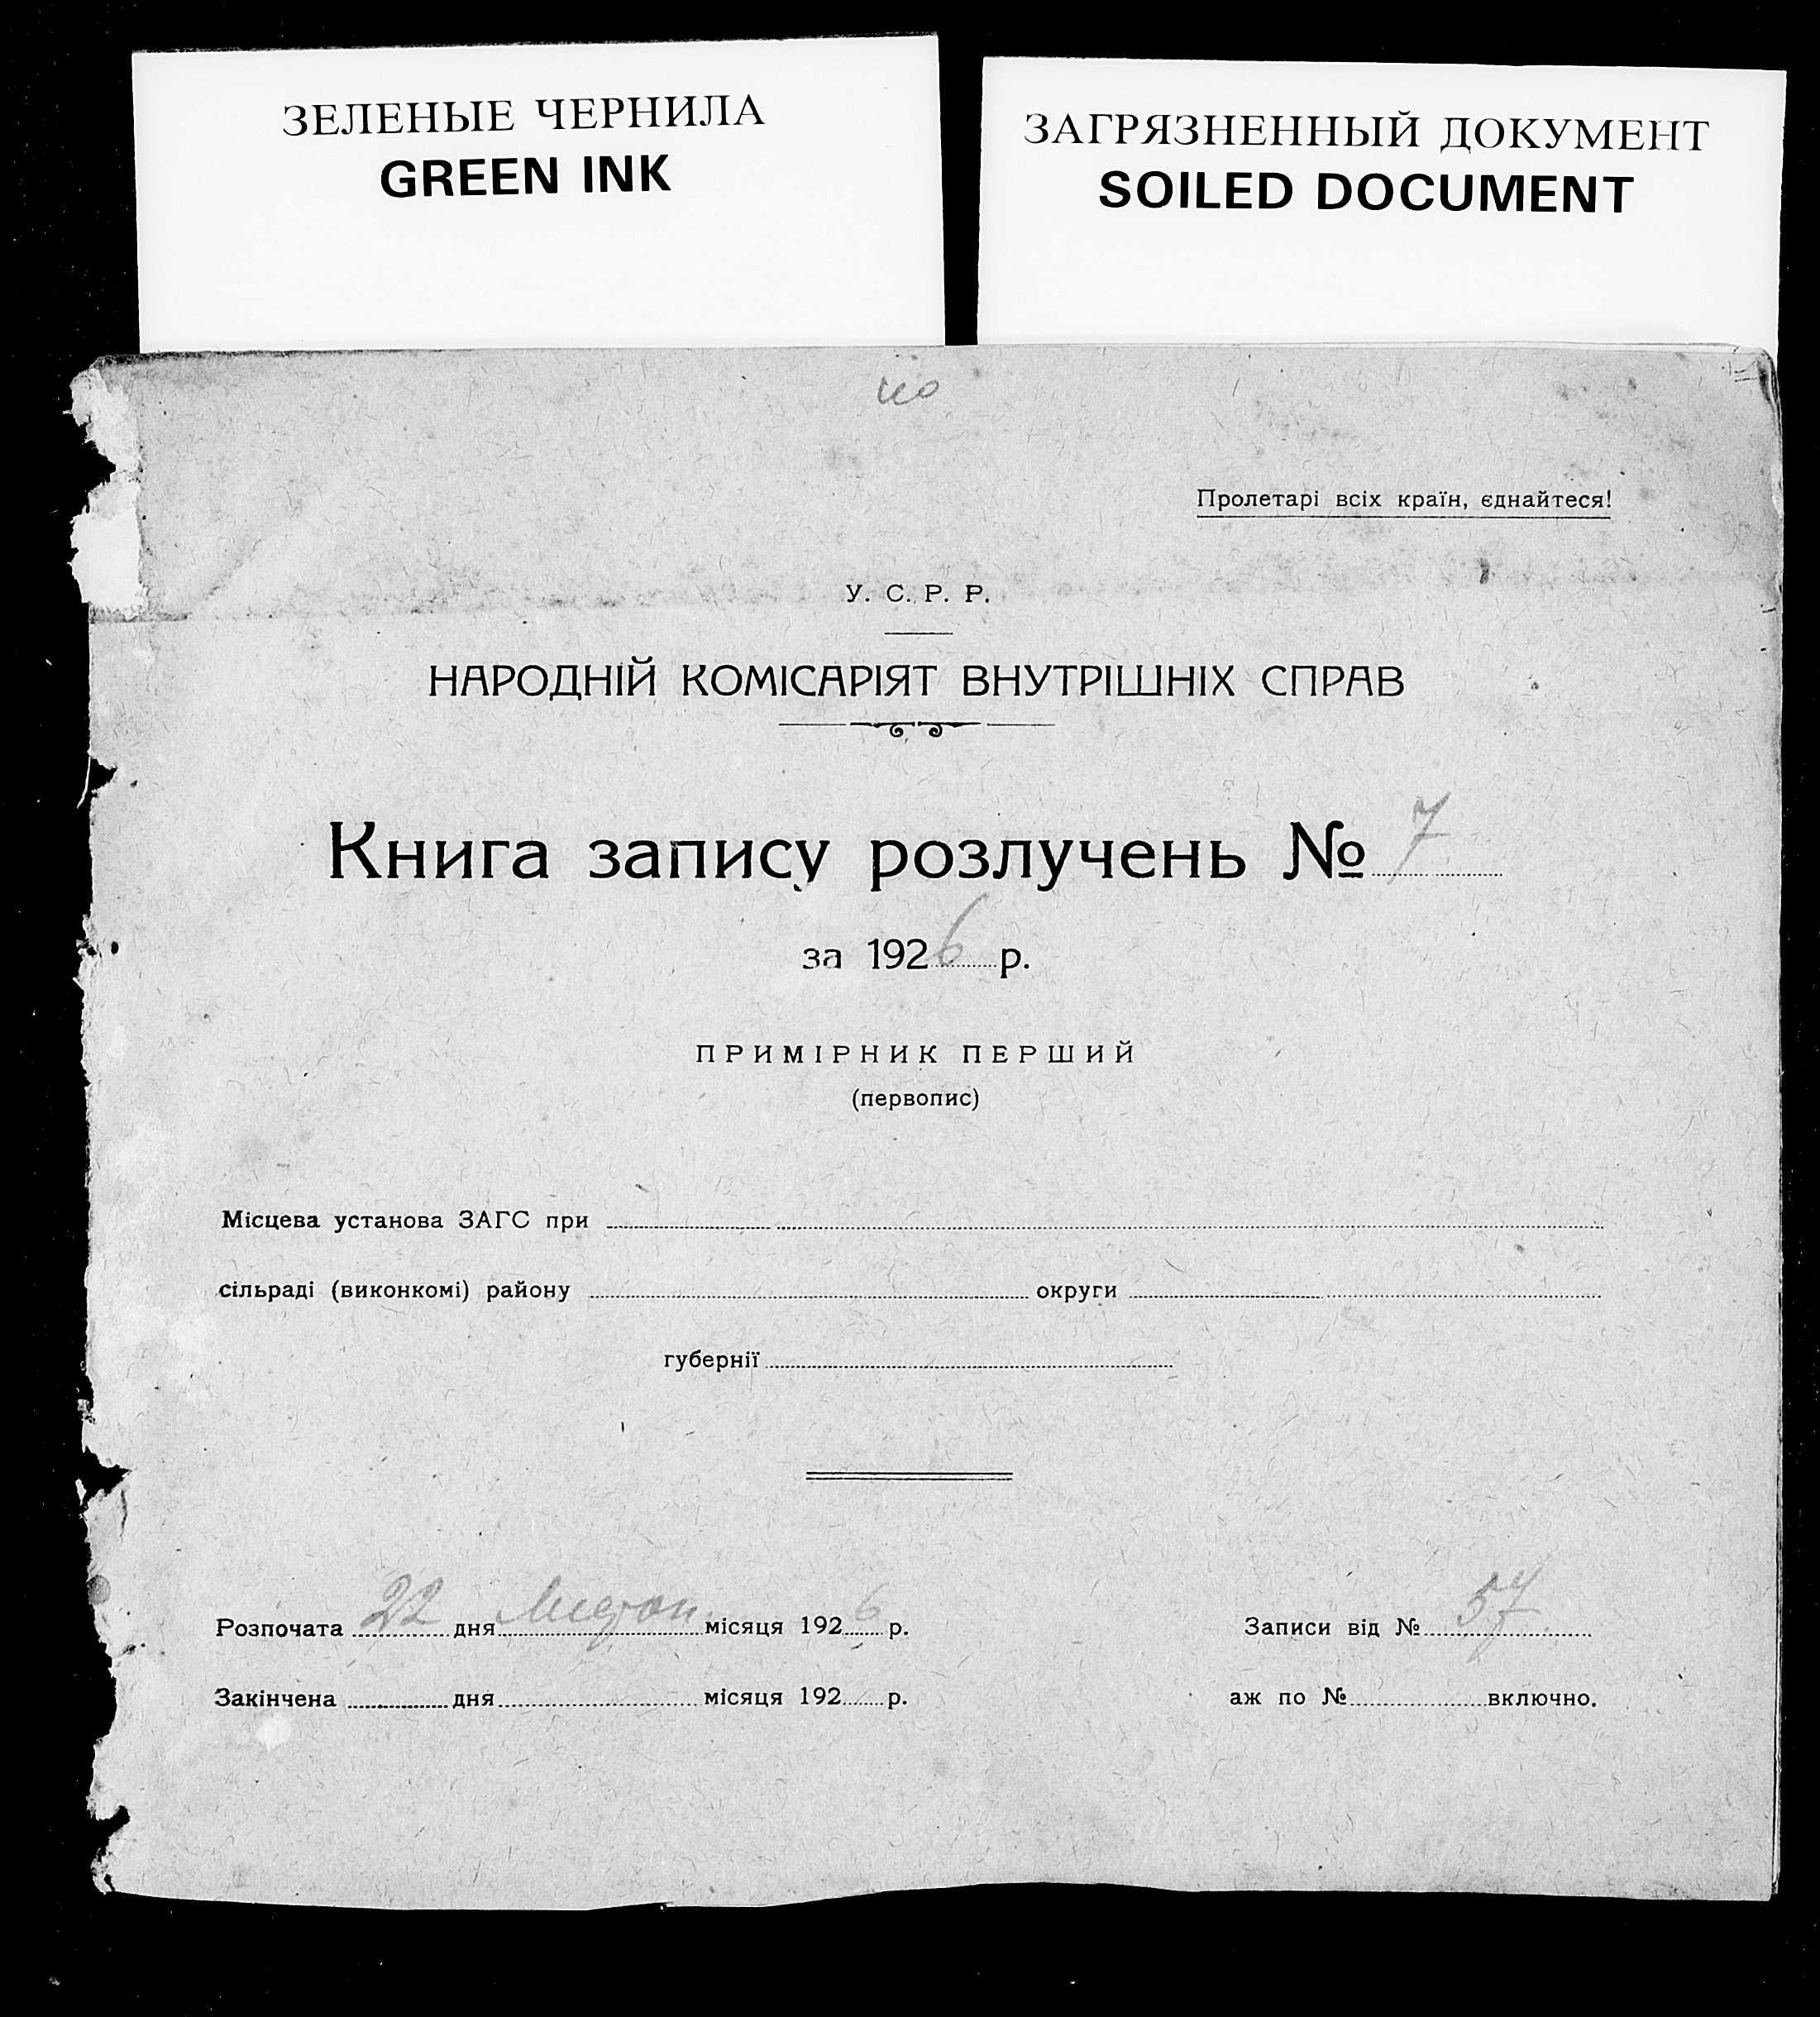 ЗЕЛЕНЫЕ ЧЕРНИЛА
GREEN INK
ЗАГРЯЗНЕННЫЙ ДОКУМЕНТ
SOILED DOCUMENT
Пролетарі всіх країн, єднайтеся!
У. С. Р. Р.
НАРОДНІЙ КОМІСАРІЯТ ВНУТРІШНІХ СПРАВ
Книга запису розлучень № 7
за 1926 р.
ПРИМІРНИК ПЕРШИЙ
(первопис)
Місцева установа ЗАГС при
сільраді (виконкомі) району округи
губернії
Розпочата 22 дня місяця 1926 р. Записи від № 57
Закінчена дня місяця 192 р. аж по № включно.